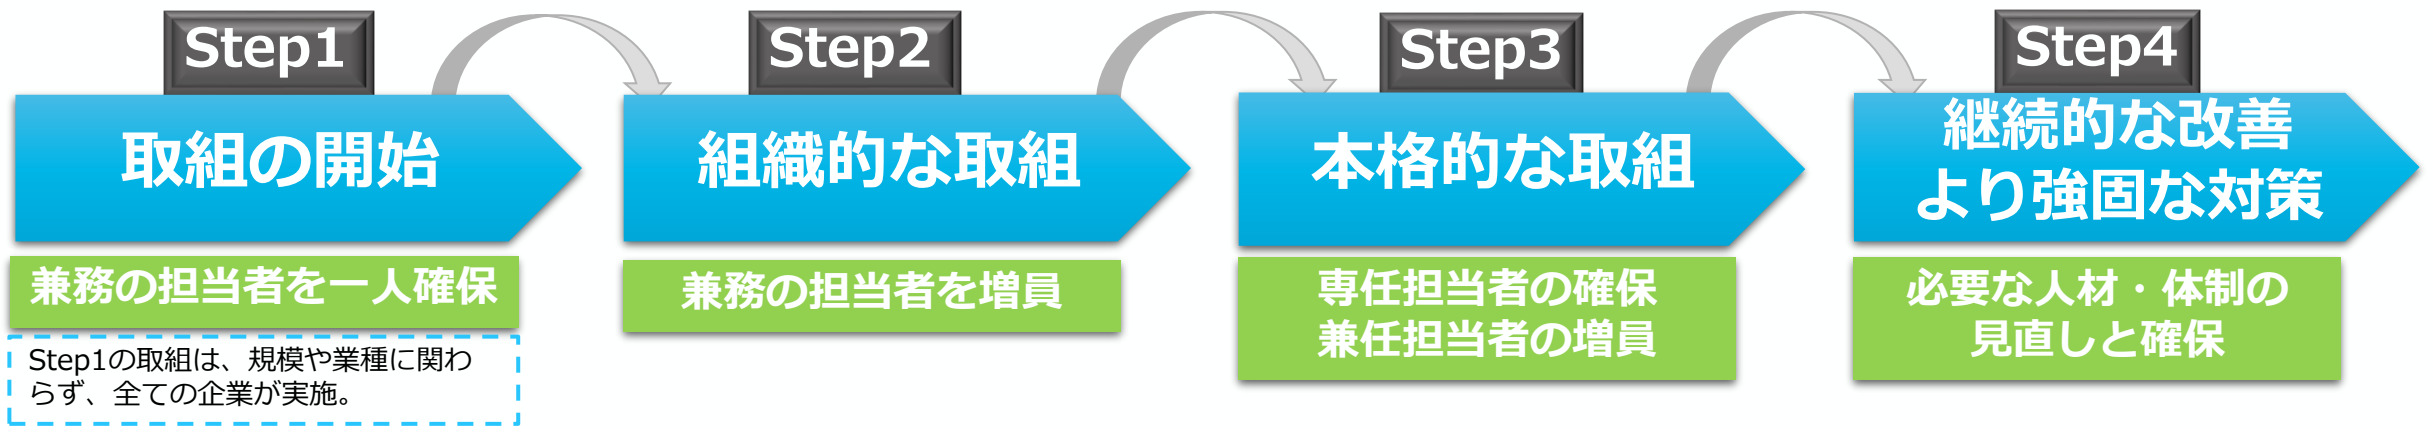 Step1
取組の開始
兼務の担当者を一人確保
Step1の取組は、規模や業種に関わ
らず、全ての企業が実施。
Step2
組織的な取組
兼務の担当者を増員
Step3
本格的な取組
専任担当者の確保
兼任担当者の増員
Step4
継続的な改善
より強固な対策
必要な人材・体制の
見直しと確保